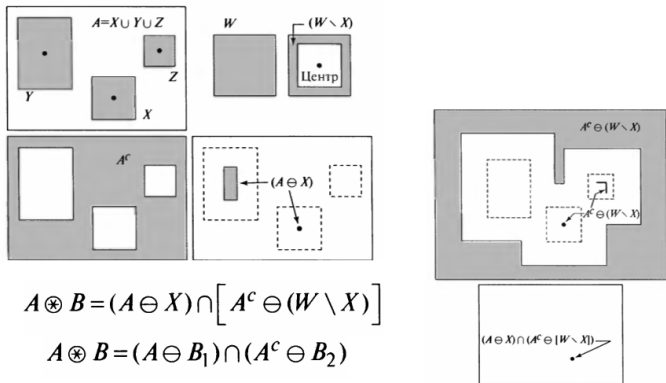 A=X∪Y∪Z
Y
X
Z
W
(W \ X)
Центр
A^c
(A ⊖ X)
A^c ⊖ (W \ X)
A^c ⊖ (W \ X)
(A ⊖ X) ∩ (A^c ⊖ [W \ X])
A ⊛ B = (A ⊖ X) ∩ [A^c ⊖ (W \ X)]
A ⊛ B = (A ⊖ B₁) ∩ (A^c ⊖ B₂)